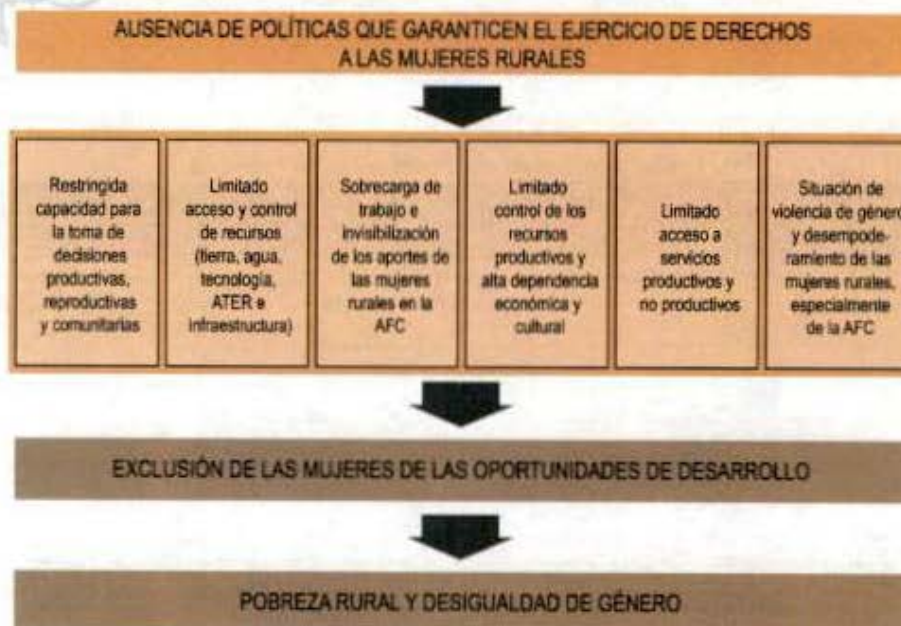 AUSENCIA DE POLÍTICAS QUE GARANTICEN EL EJERCICIO DE DERECHOS
A LAS MUJERES RURALES
Restringida
capacidad para
la toma de
decisiones
productivas,
reproductivas
y comunitarias
Limitado
acceso y control
de recursos
(tierra, agua,
tecnología,
ATER e
infraestructura)
Sobrecarga de
trabajo e
invisibilización
de los aportes de
las mujeres
rurales en la
AFC
Limitado
control de los
recursos
productivos y
alta dependencia
económica y
cultural
Limitado
acceso a
servicios
productivos y
no productivos
Situación de
violencia de género
y desempode-
ramiento de las
mujeres rurales,
especialmente
de la AFC
EXCLUSIÓN DE LAS MUJERES DE LAS OPORTUNIDADES DE DESARROLLO
POBREZA RURAL Y DESIGUALDAD DE GÉNERO